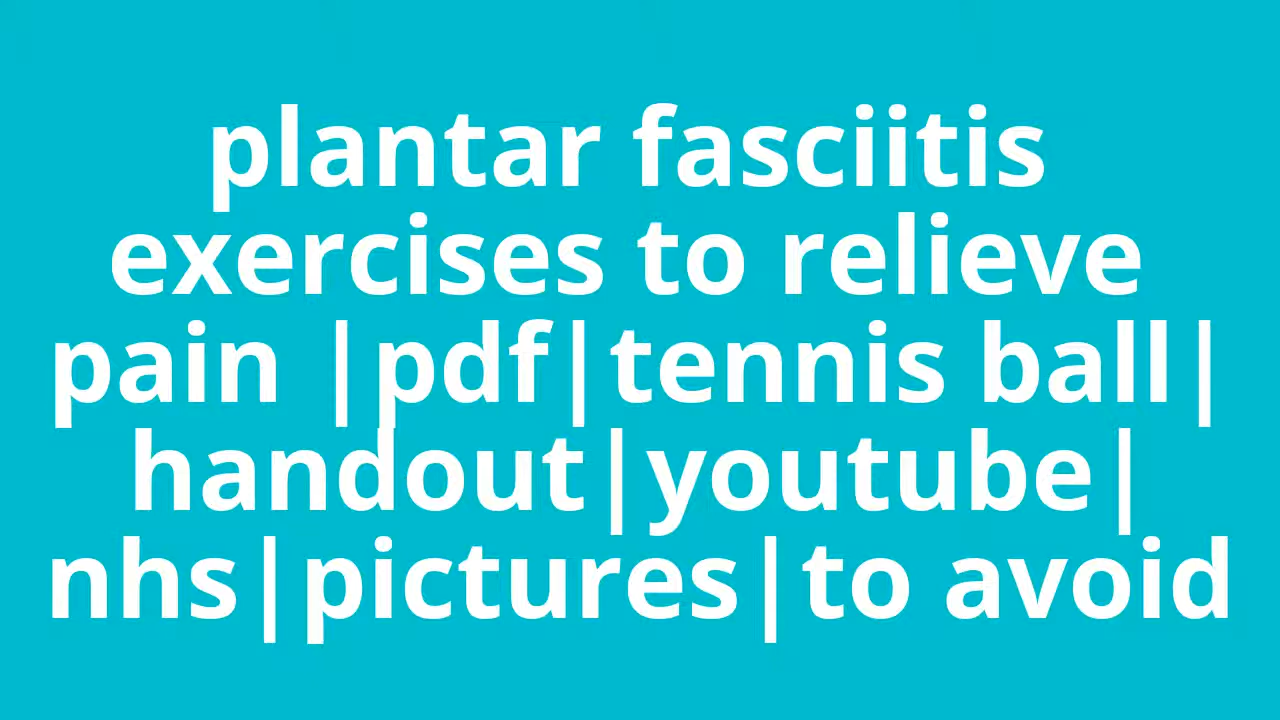 plantar fasciitis
exercises to relieve
pain |pdf|tennis ball|
handout|youtube|
nhs|pictures|to avoid